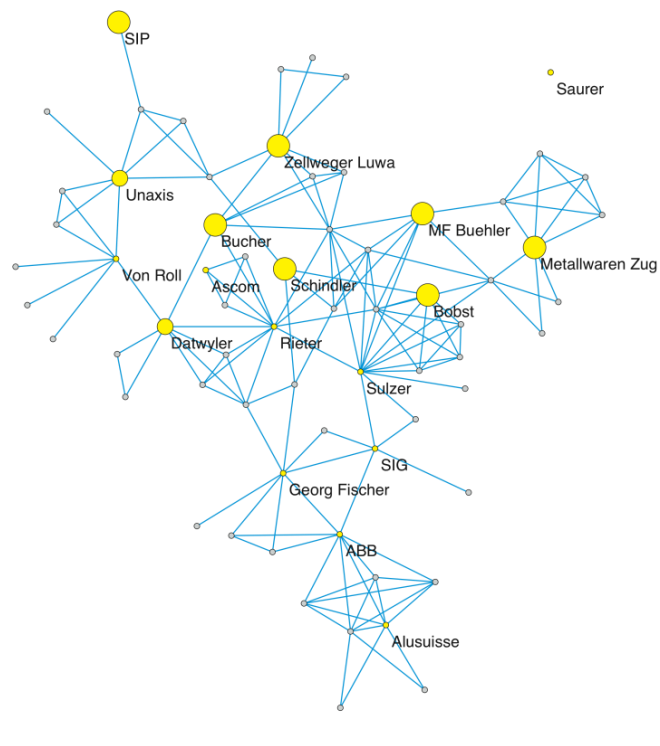 SIP
Saurer
Zellweger Luwa
Unaxis
MF Buehler
Bucher
Metallwaren Zug
Von Roll
Ascom
Schindler
Bobst
Datwyler
Rieter
Sulzer
SIG
Georg Fischer
ABB
Alusuisse